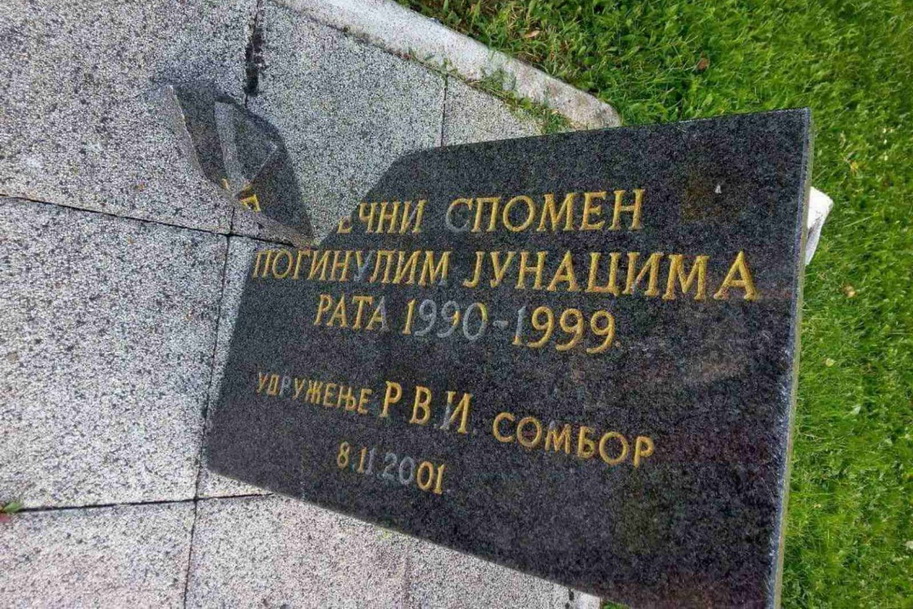 ЕЧНИ СПОМЕН
ПОГИНУЛИМ ЈУНАЦИМА
РАТА 1990-1999.
УДРУЖЕЊЕ Р.В.И. СОМБОР
8.11.2001.